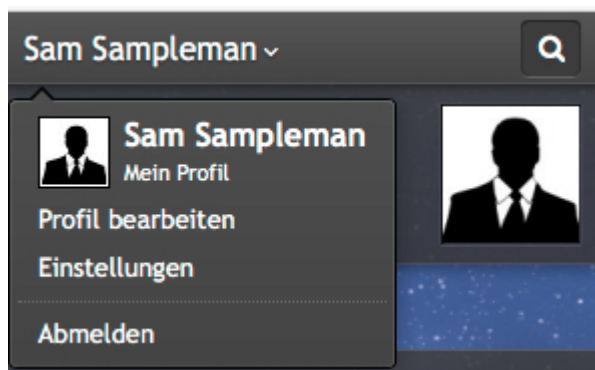 Sam Sampleman
Sam Sampleman
Mein Profil
Profil bearbeiten
Einstellungen
Abmelden